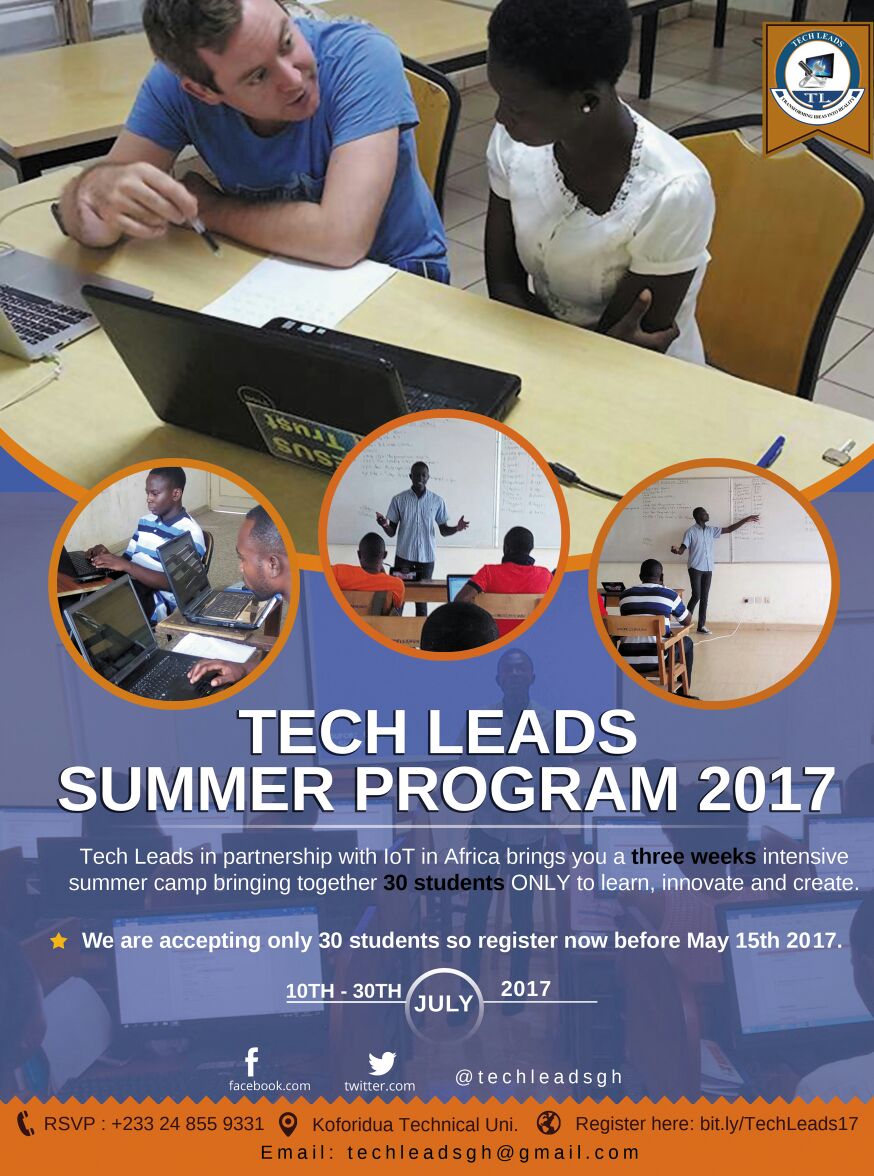 TECH LEADS
TL
TRANSFORMING IDEAS INTO REALITY
TECH LEADS
SUMMER PROGRAM 2017
Tech Leads in partnership with IoT in Africa brings you a three weeks intensive
summer camp bringing together 30 students ONLY to learn, innovate and create.
We are accepting only 30 students so register now before May 15th 2017.
10TH - 30TH JULY 2017
facebook.com twitter.com @techleadsgh
RSVP : +233 24 855 9331 Koforidua Technical Uni. Register here: bit.ly/TechLeads17
Email: techleadsgh@gmail.com